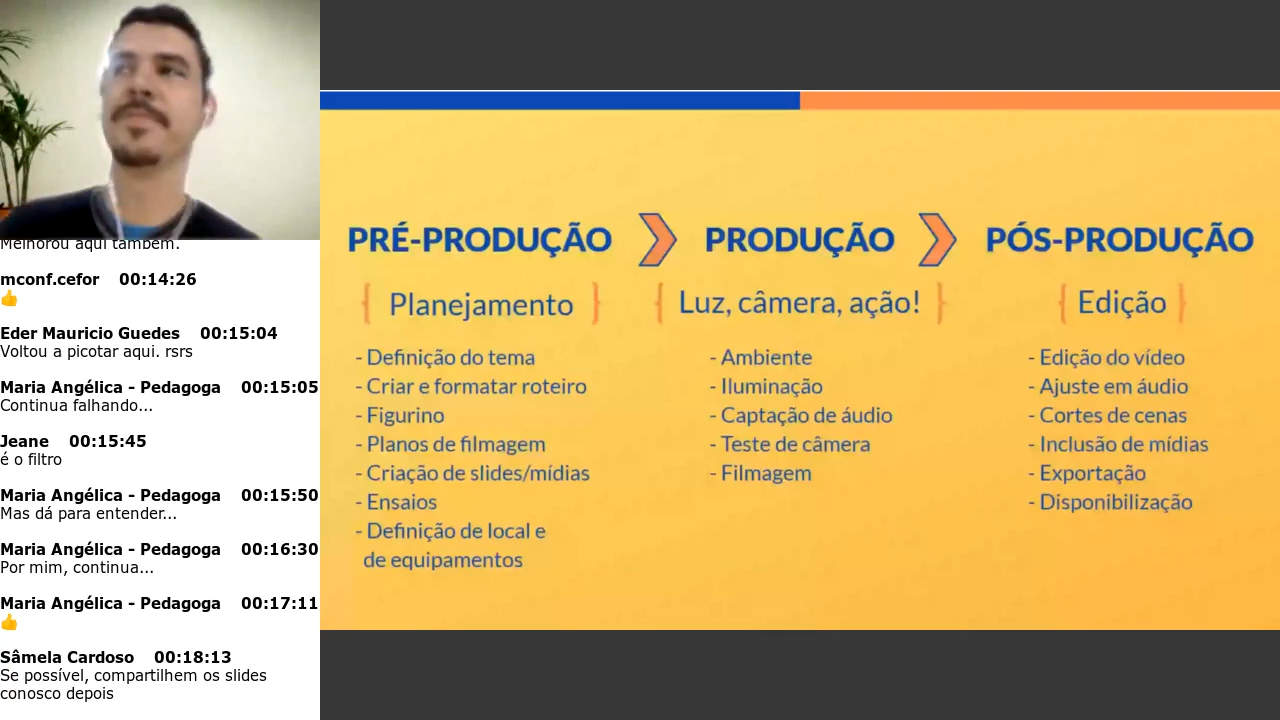 Melhorou aqui também.
mconf.cefor 00:14:26
👍
Eder Mauricio Guedes 00:15:04
Voltou a picotar aqui. rsrs
Maria Angélica - Pedagoga 00:15:05
Continua falhando...
Jeane 00:15:45
é o filtro
Maria Angélica - Pedagoga 00:15:50
Mas dá para entender...
Maria Angélica - Pedagoga 00:16:30
Por mim, continua...
Maria Angélica - Pedagoga 00:17:11
👍
Sâmela Cardoso 00:18:13
Se possível, compartilhem os slides
conosco depois
PRÉ-PRODUÇÃO
{ Planejamento }
- Definição do tema
- Criar e formatar roteiro
- Figurino
- Planos de filmagem
- Criação de slides/mídias
- Ensaios
- Definição de local e
de equipamentos
PRODUÇÃO
{ Luz, câmera, ação! }
- Ambiente
- Iluminação
- Captação de áudio
- Teste de câmera
- Filmagem
PÓS-PRODUÇÃO
{ Edição }
- Edição do vídeo
- Ajuste em áudio
- Cortes de cenas
- Inclusão de mídias
- Exportação
- Disponibilização